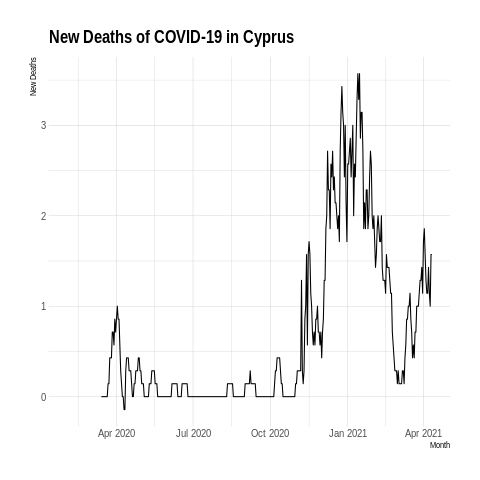 New Deaths of COVID-19 in Cyprus
New Deaths
3
2
1
0
Apr 2020 Jul 2020 Oct 2020 Jan 2021 Apr 2021
Month